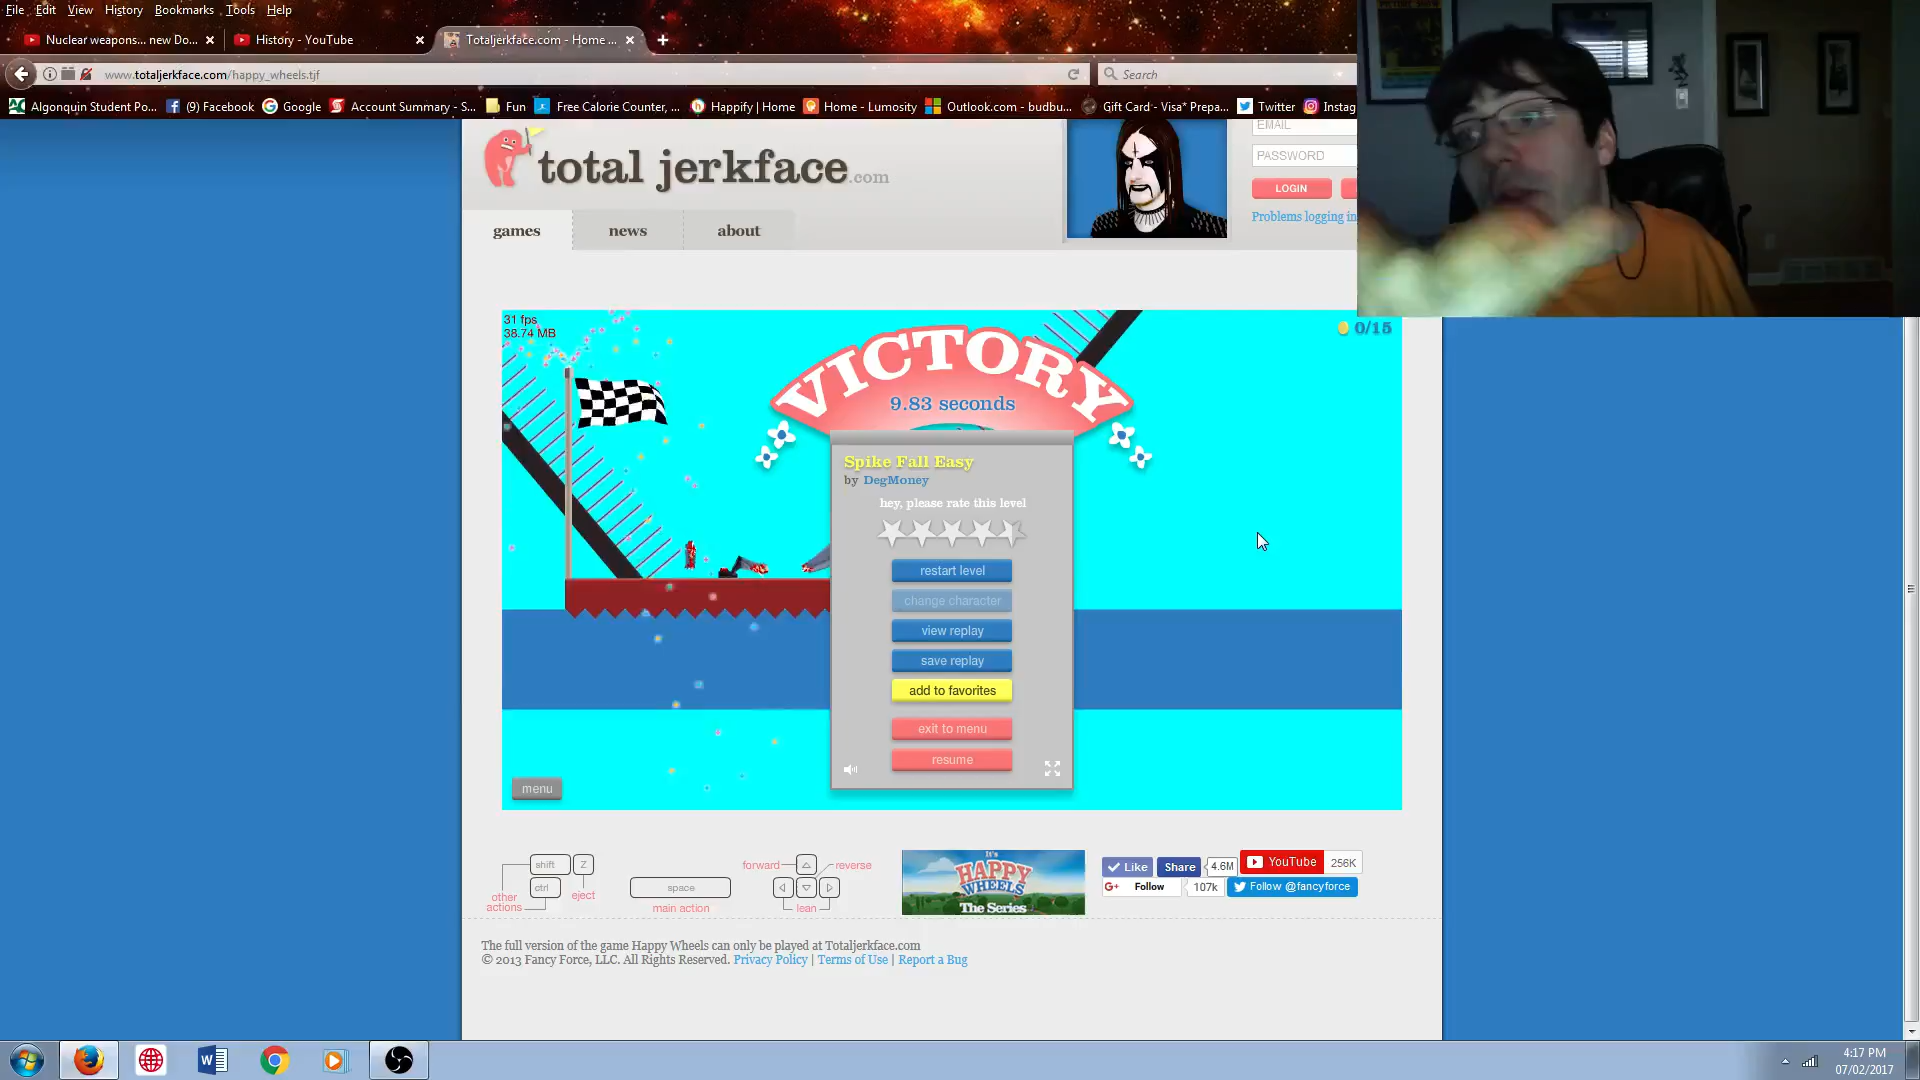 File Edit View History Bookmarks Tools Help
Nuclear weapons... new Do...
History - YouTube
Totaljerkface.com - Home ...
www.totaljerkface.com/happy_wheels.tjf
Search
Algonquin Student Po...
(9) Facebook
Google
Account Summary - S...
Fun
Free Calorie Counter, ...
Happify | Home
Home - Lumosity
Outlook.com - budbu...
Gift Card - Visa* Prepa...
Twitter
Instag
total jerkface.com
EMAIL
PASSWORD
LOGIN
Problems logging in
games
news
about
31 fps
38.74 MB
0/15
VICTORY
9.83 seconds
Spike Fall Easy
by DegMoney
hey, please rate this level
restart level
change character
view replay
save replay
add to favorites
exit to menu
resume
menu
shift
Z
ctrl
other actions
eject
space
main action
forward
reverse
lean
It's
HAPPY WHEELS
The Series
Like
Share
4.6M
YouTube
256K
G+ Follow
107k
Follow @fancyforce
The full version of the game Happy Wheels can only be played at Totaljerkface.com
© 2013 Fancy Force, LLC. All Rights Reserved. Privacy Policy | Terms of Use | Report a Bug
W
4:17 PM
07/02/2017